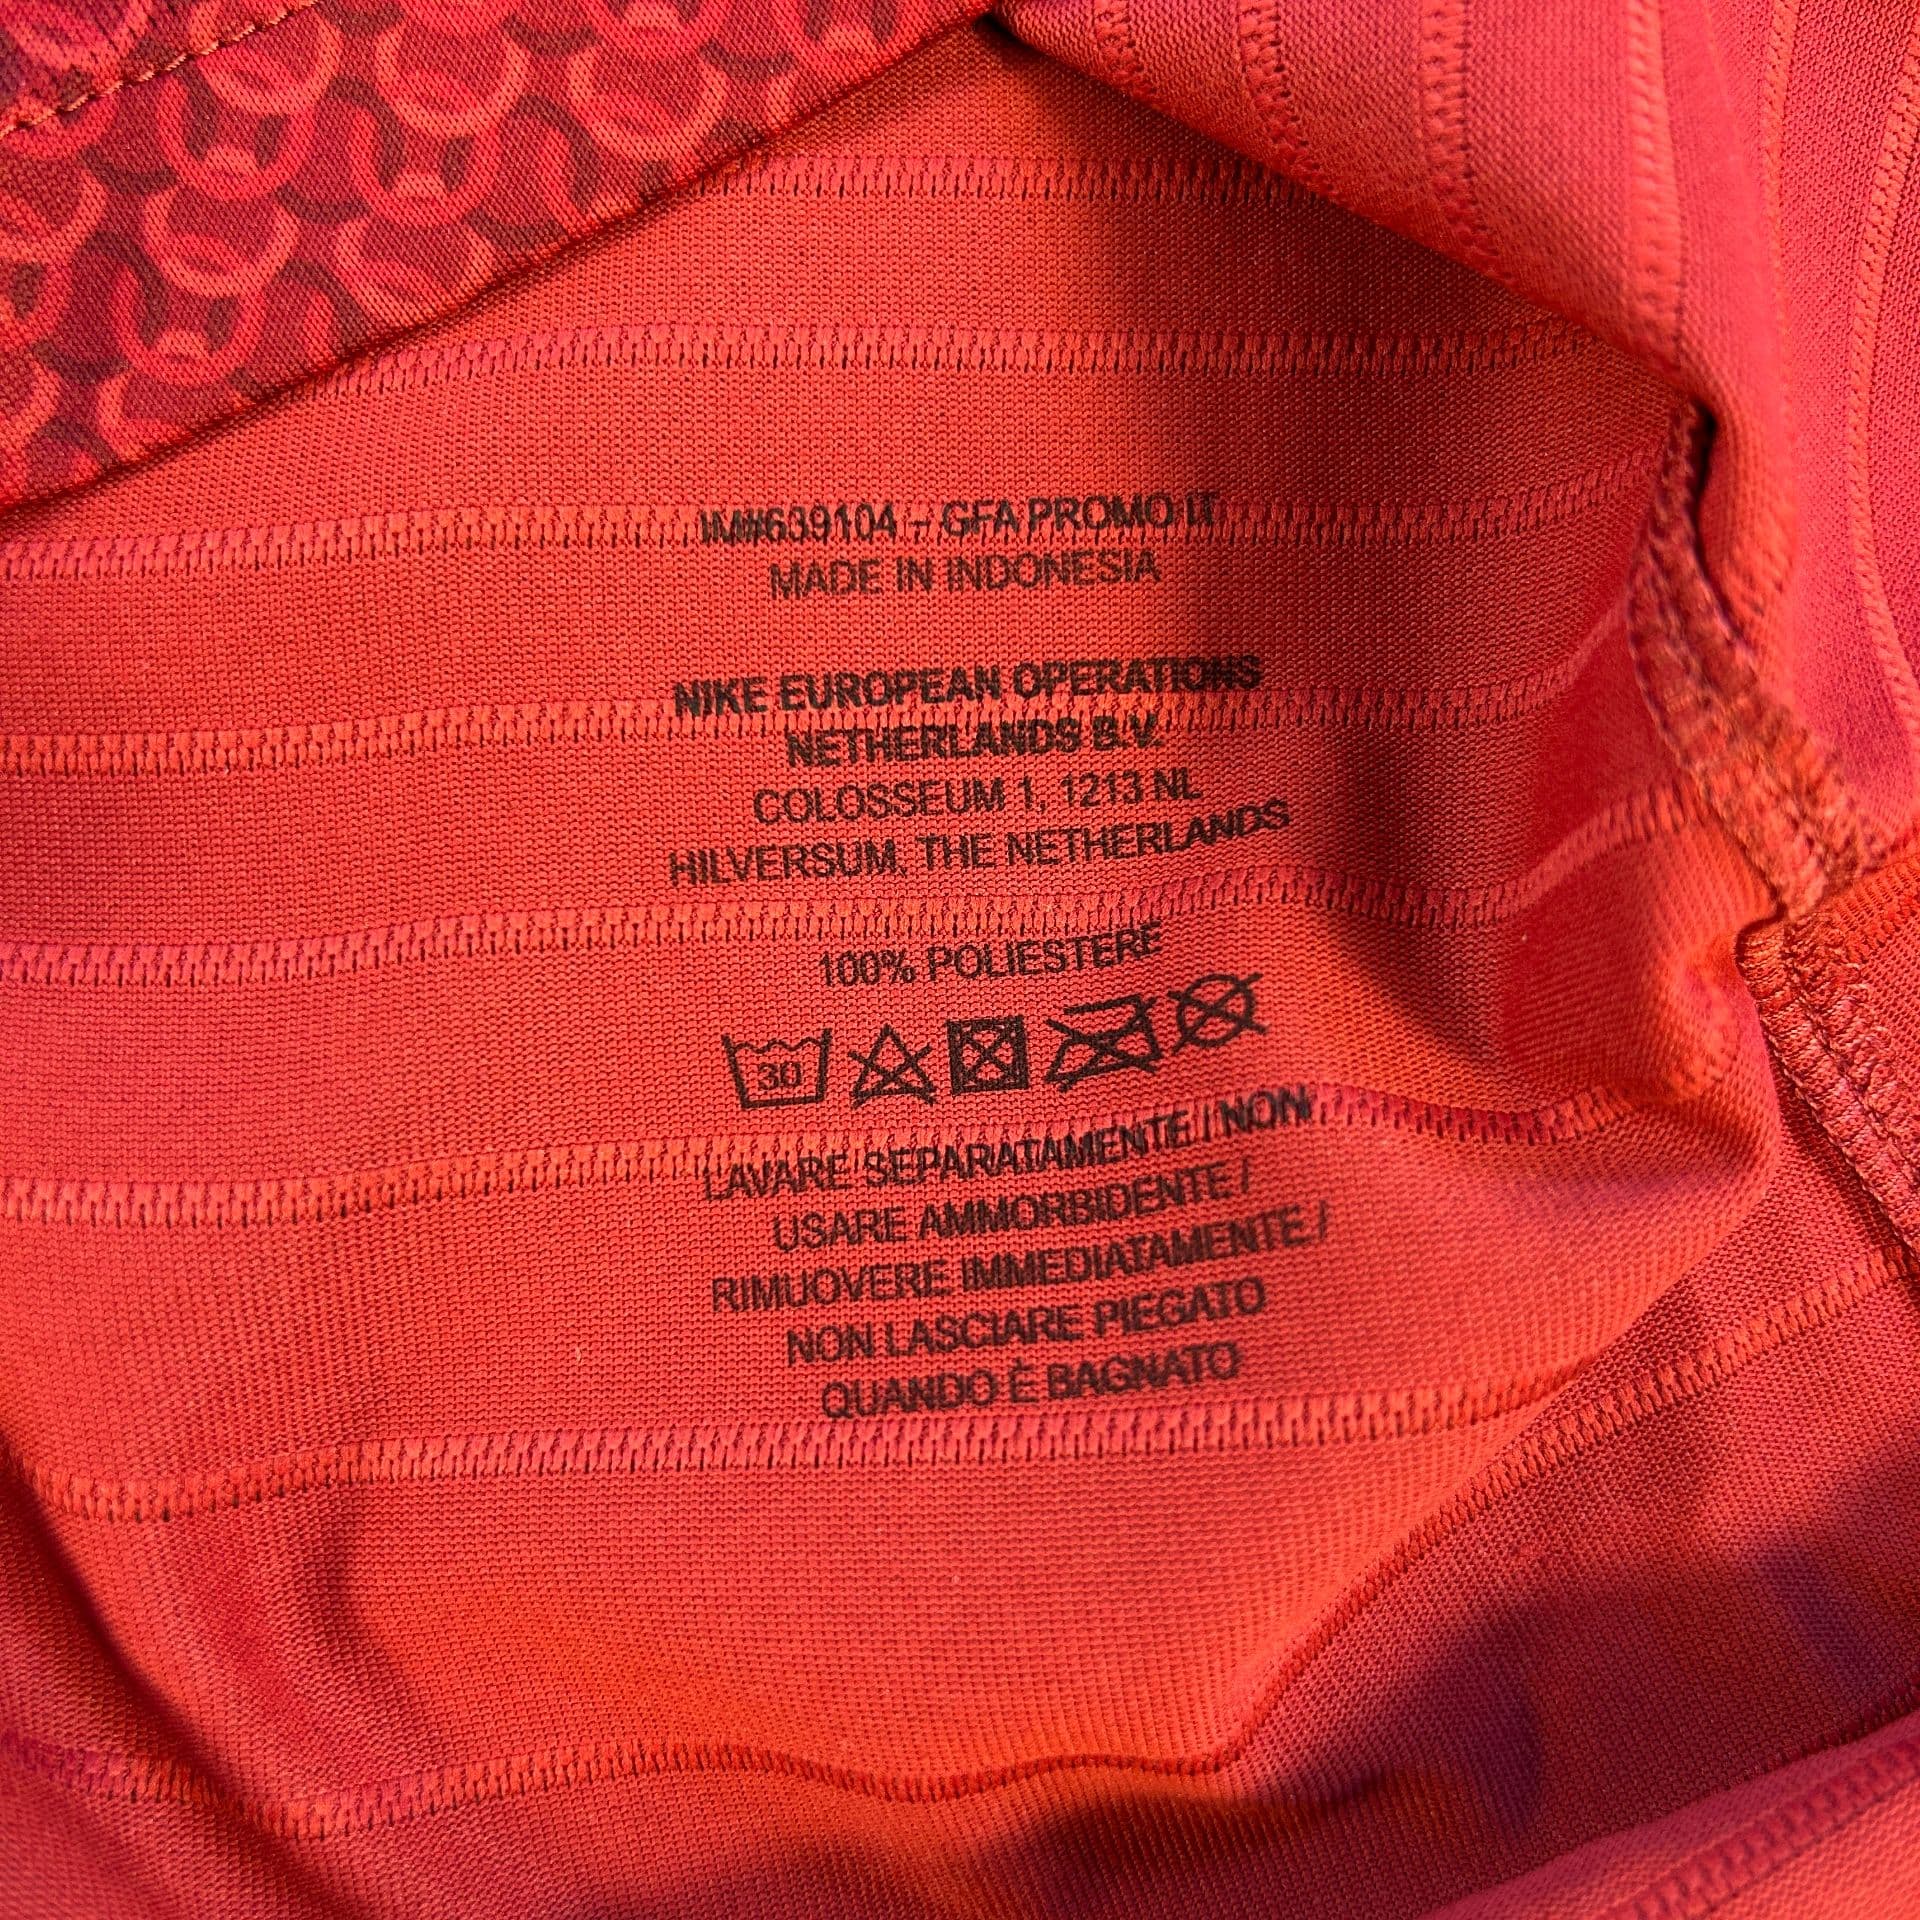 IM#639104 - GFA PROMO IT
MADE IN INDONESIA
NIKE EUROPEAN OPERATIONS
NETHERLANDS B.V.
COLOSSEUM 1, 1213 NL
HILVERSUM, THE NETHERLANDS
100% POLIESTERE
30
LAVARE SEPARATAMENTE / NON
USARE AMMORBIDENTE /
RIMUOVERE IMMEDIATAMENTE /
NON LASCIARE PIEGATO
QUANDO È BAGNATO